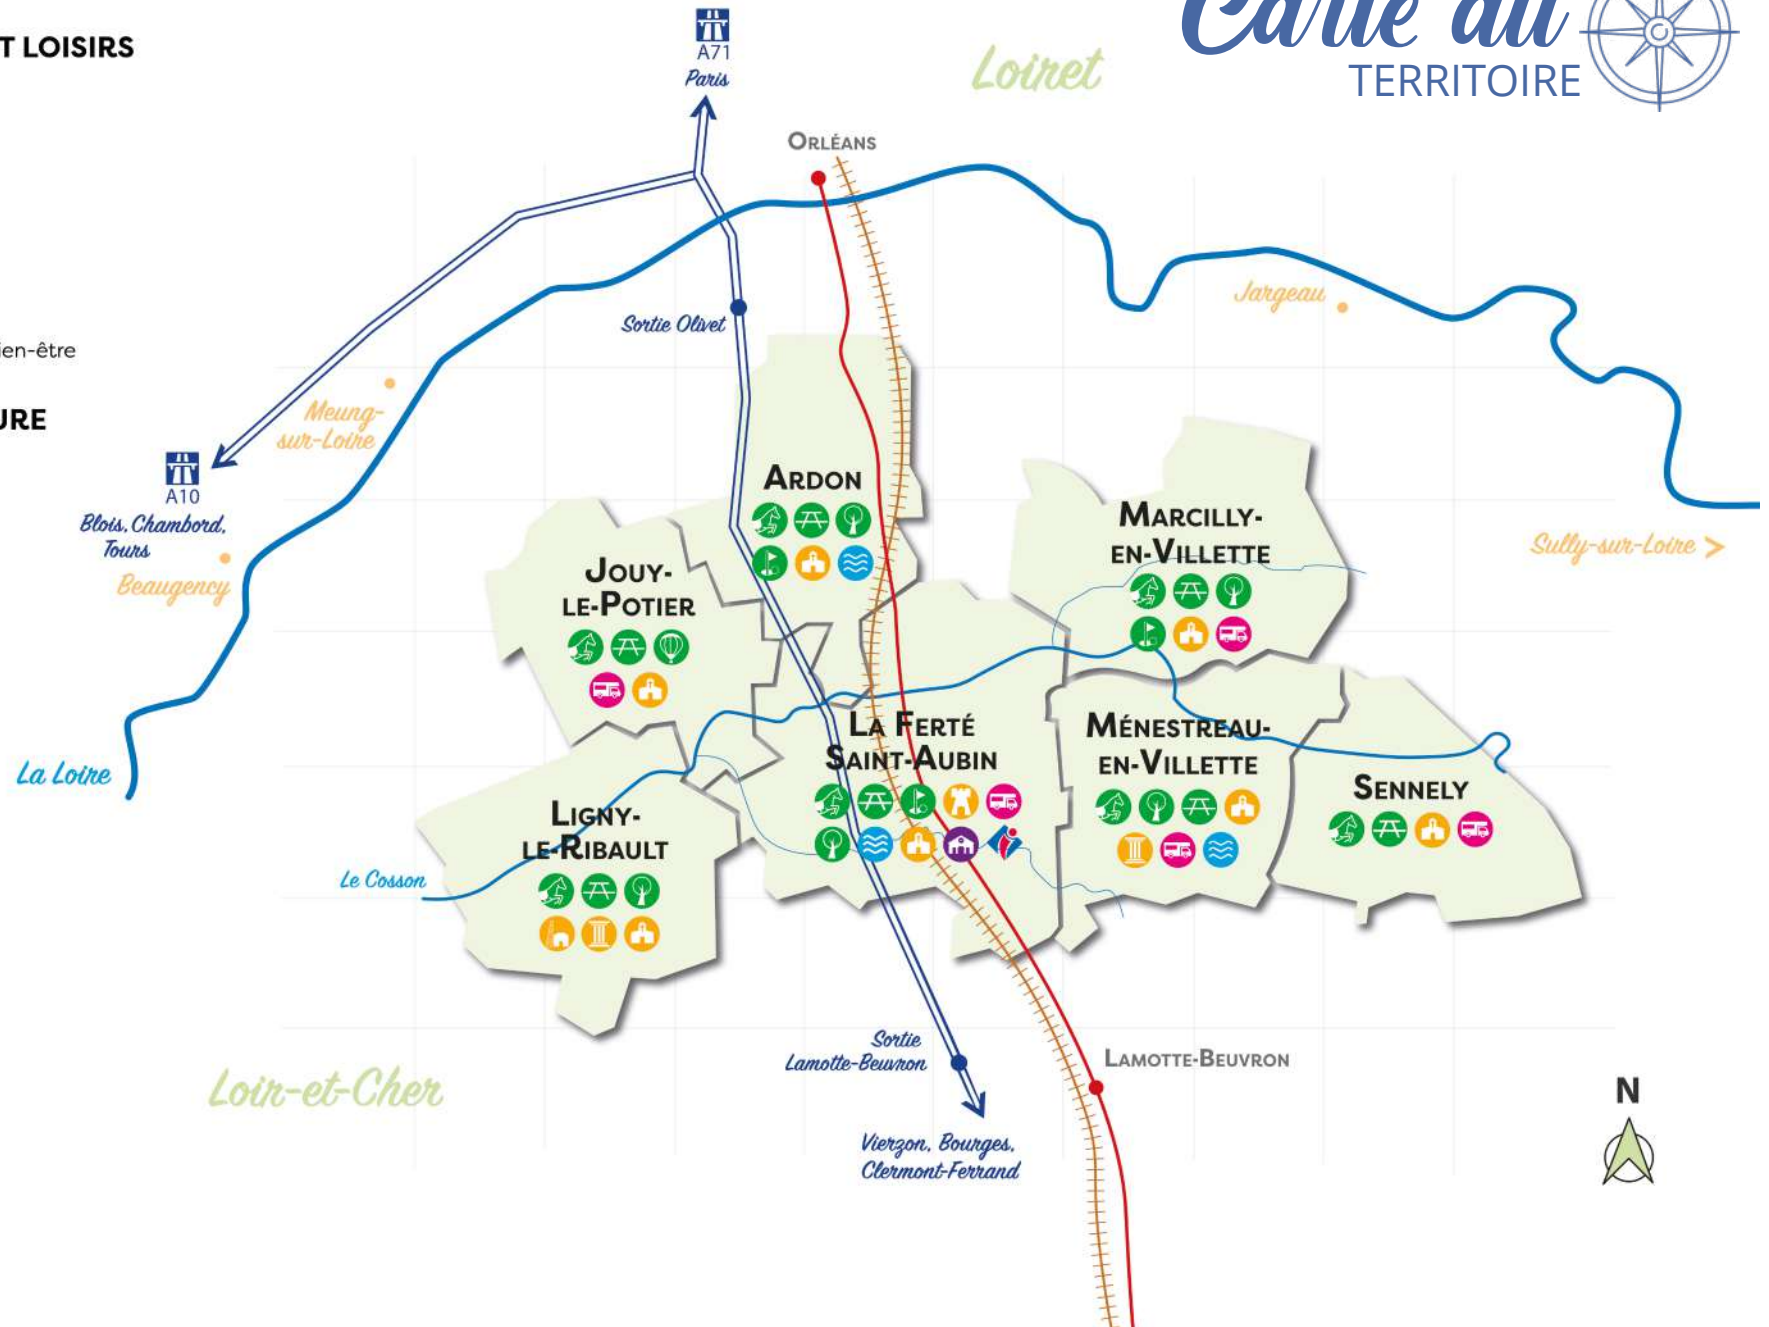 T LOISIRS
ien-être
URE
Carte du
TERRITOIRE
A71
Paris
Loiret
ORLÉANS
Sortie Olivet
Jargeau
Meung-
sur-Loire
A10
Blois, Chambord,
Tours
Beaugency
Sully-sur-Loire >
ARDON
MARCILLY-
EN-VILLETTE
JOUY-
LE-POTIER
LA FERTÉ
SAINT-AUBIN
MÉNESTREAU-
EN-VILLETTE
SENNELY
LIGNY-
LE-RIBAULT
La Loire
Le Cosson
Sortie
Lamotte-Beuvron
LAMOTTE-BEUVRON
Loir-et-Cher
Vierzon, Bourges,
Clermont-Ferrand
N